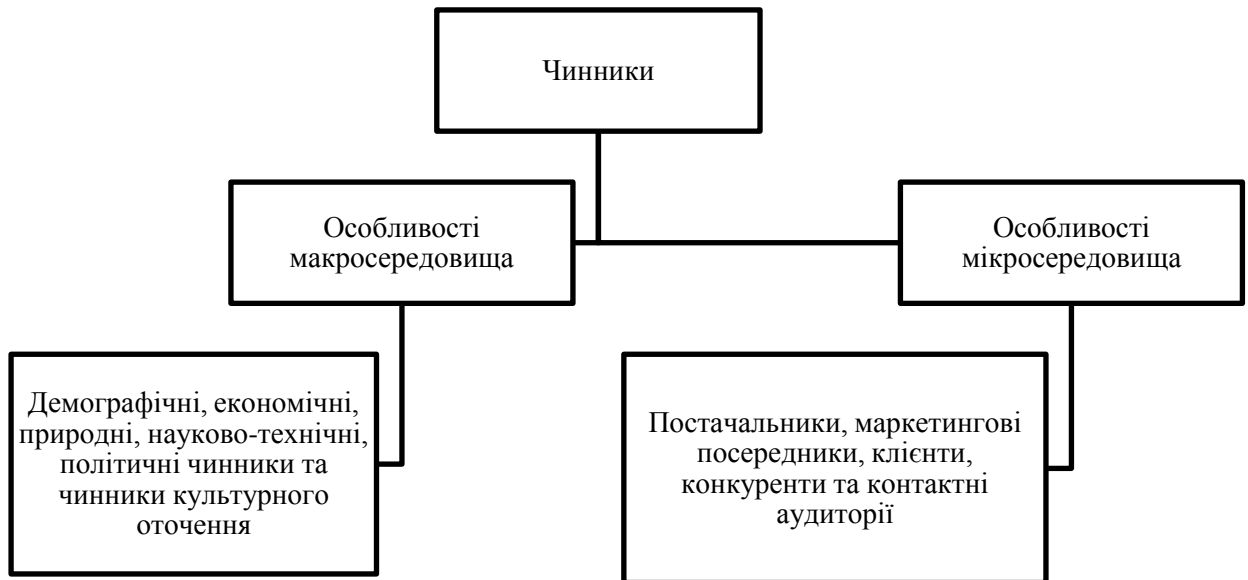 Чинники
Особливості
макросередовища
Особливості
мікросередовища
Демографічні, економічні,
природні, науково-технічні,
політичні чинники та
чинники культурного
оточення
Постачальники, маркетингові
посередники, клієнти,
конкуренти та контактні
аудиторії